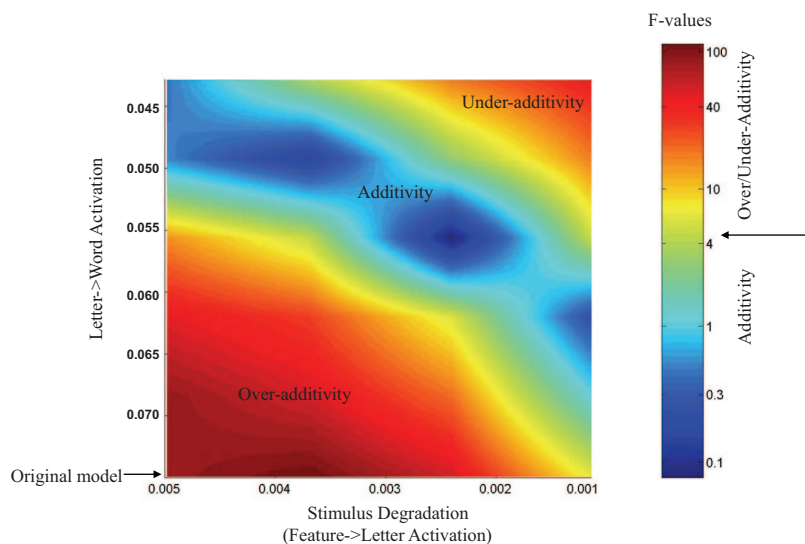 F-values
0.045
0.050
0.055
0.060
0.065
0.070
Letter->Word Activation
Under-additivity
Additivity
Over-additivity
Original model
0.005
0.004
0.003
0.002
0.001
Stimulus Degradation
(Feature->Letter Activation)
100
40
10
4
1
0.3
0.1
Over/Under-Additivity
Additivity